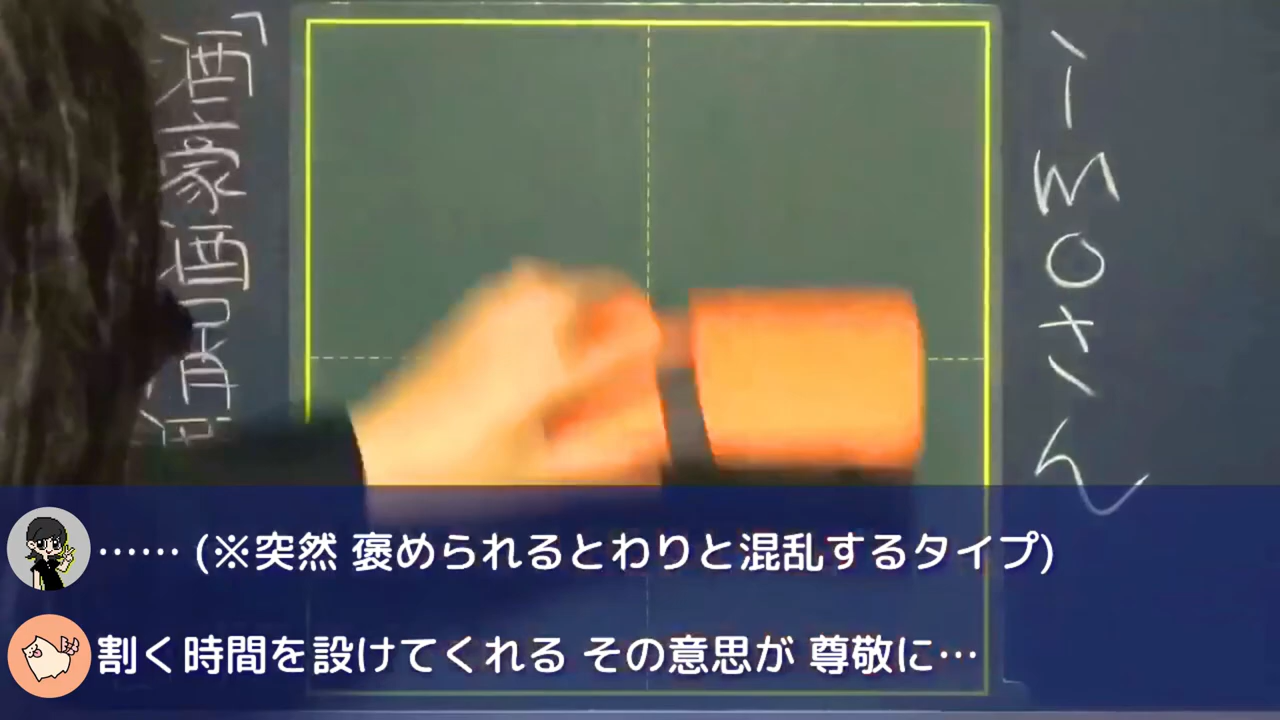 ーmoさん
「酒豪酒
…… (※突然 褒められるとわりと混乱するタイプ)
割く時間を設けてくれる その意思が 尊敬に…